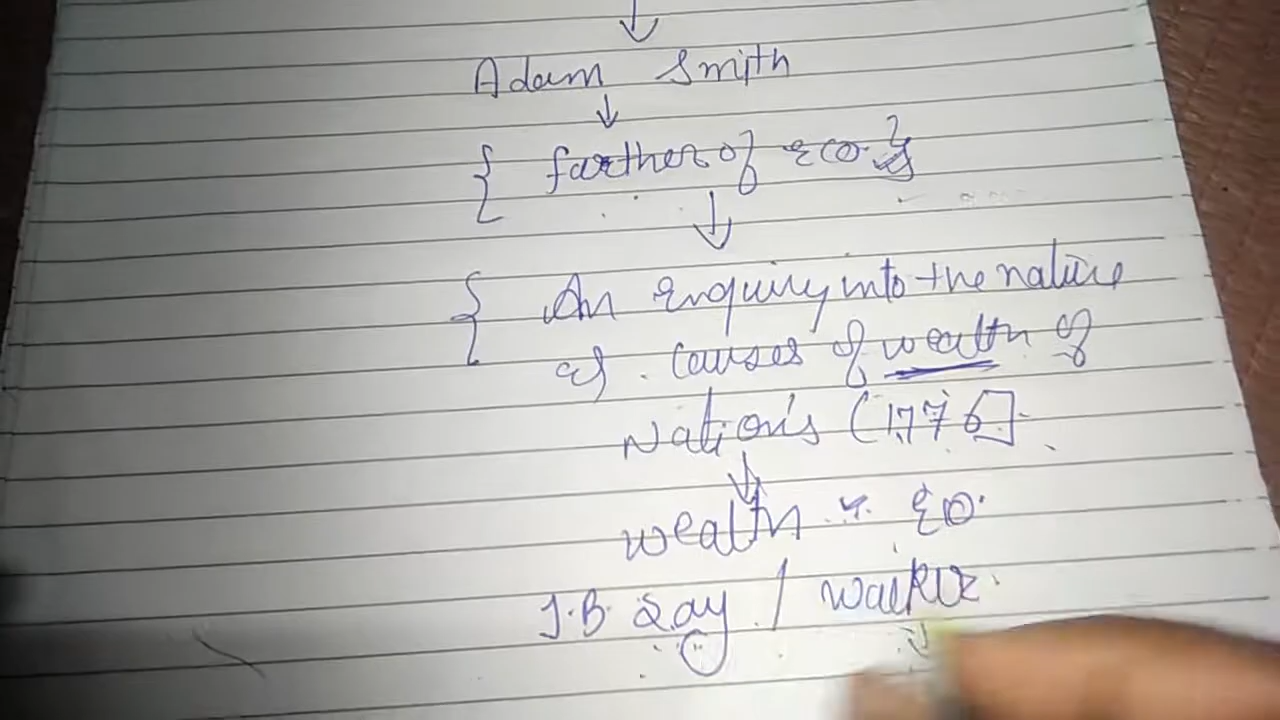 Adam Smith
farther of eco.
An enquiry into the nature
of causes of wealth of
Nation's (1776]
wealth
J.B. Say / Walker